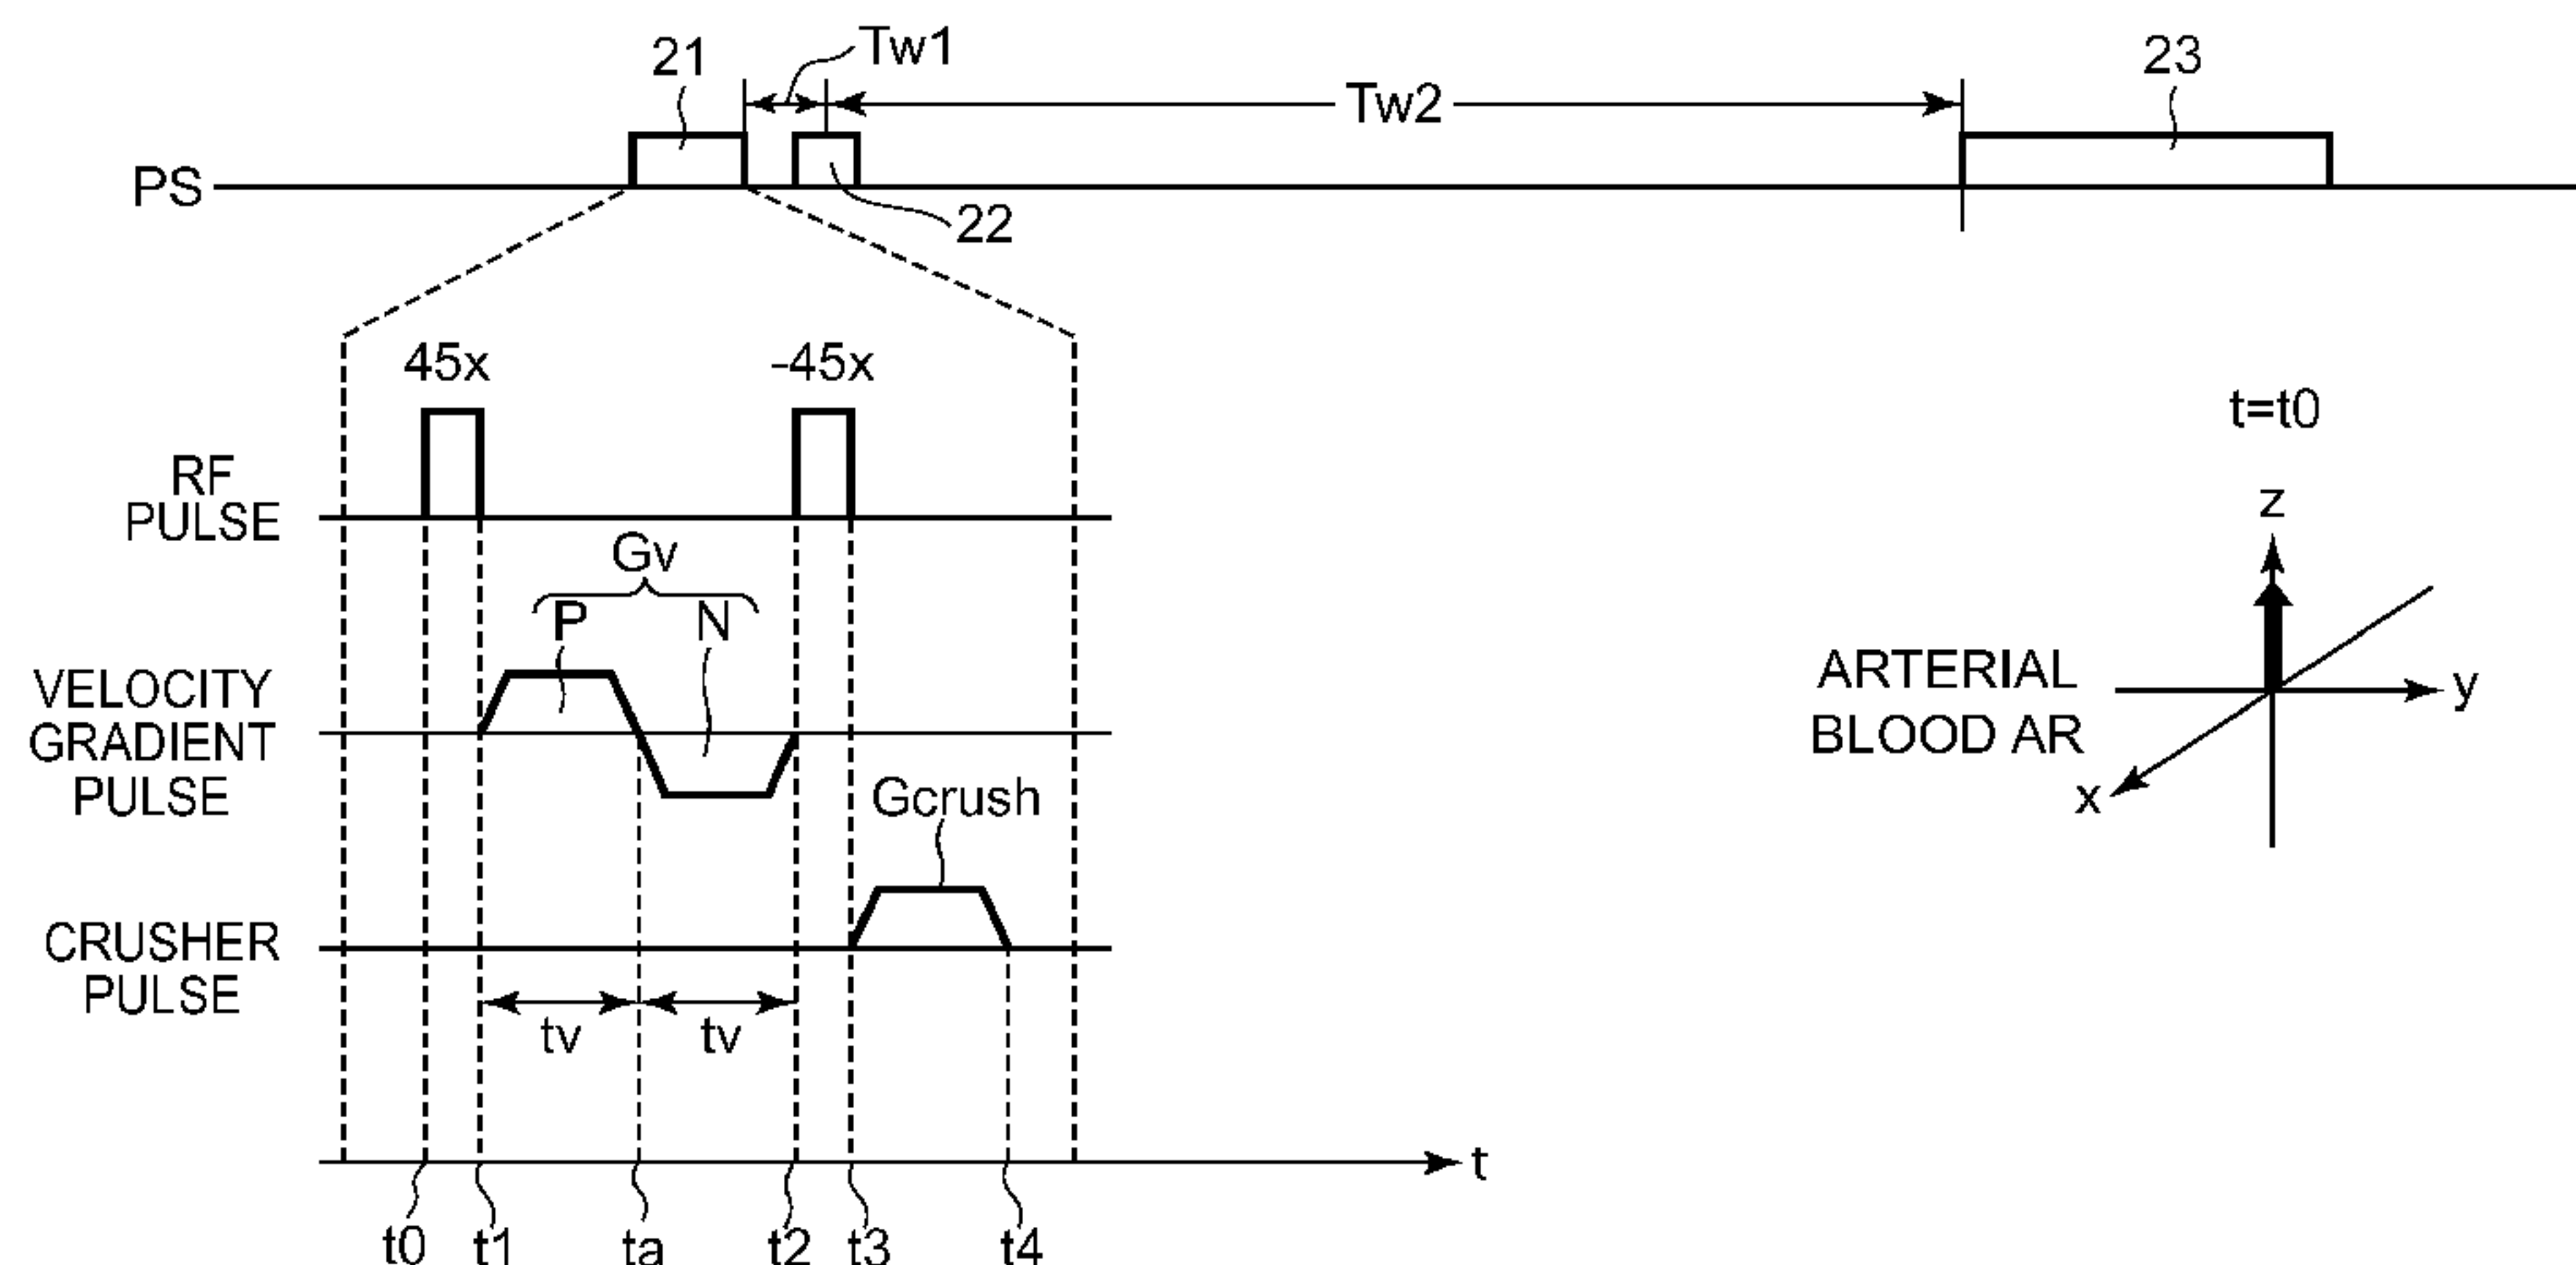 21
Tw1
Tw2
23
PS
22
45x
-45x
t=t0
RF
PULSE
z
Gv
P
N
VELOCITY
GRADIENT
PULSE
ARTERIAL
BLOOD AR
y
x
Gcrush
CRUSHER
PULSE
tv
tv
t
t0
t1
ta
t2
t3
t4